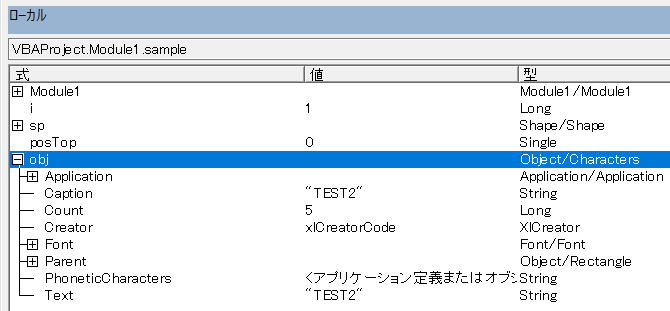 ローカル
VBAProject.Module1.sample
式 値 型
Module1 Module1/Module1
i 1 Long
sp Shape/Shape
posTop 0 Single
obj Object/Characters
Application Application/Application
Caption "TEST2" String
Count 5 Long
Creator xlCreatorCode XlCreator
Font Font/Font
Parent Object/Rectangle
PhoneticCharacters <アプリケーション定義またはオブジ String
Text "TEST2" String